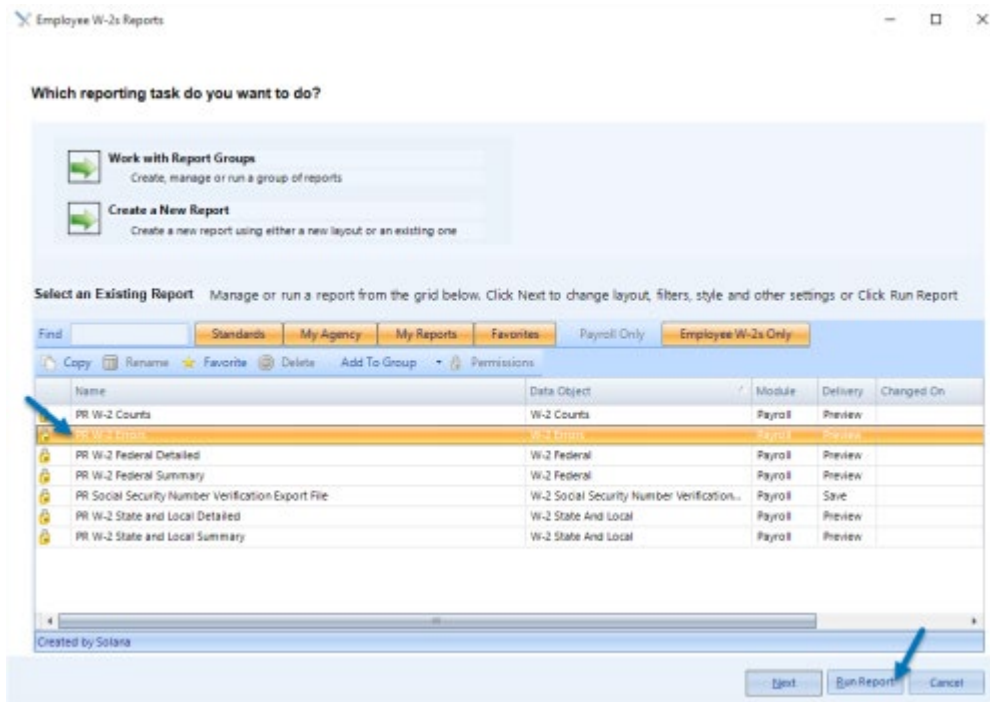 Employee W-2s Reports
Which reporting task do you want to do?
Work with Report Groups
Create, manage or run a group of reports
Create a New Report
Create a new report using either a new layout or an existing one
Select an Existing Report Manage or run a report from the grid below. Click Next to change layout, filters, style and other settings or Click Run Report
Find Standards My Agency My Reports Favorites Payroll Only Employee W-2s Only
Copy Rename Favorite Delete Add To Group Permissions
Name Data Object Module Delivery Changed On
PR W-2 Counts W-2 Counts Payroll Preview
PR W-2 Errors W-2 Errors Payroll Preview
PR W-2 Federal Detailed W-2 Federal Payroll Preview
PR W-2 Federal Summary W-2 Federal Payroll Preview
PR Social Security Number Verification Export File W-2 Social Security Number Verification... Payroll Save
PR W-2 State and Local Detailed W-2 State And Local Payroll Preview
PR W-2 State and Local Summary W-2 State And Local Payroll Preview
Created by Solana
Next Run Report Cancel